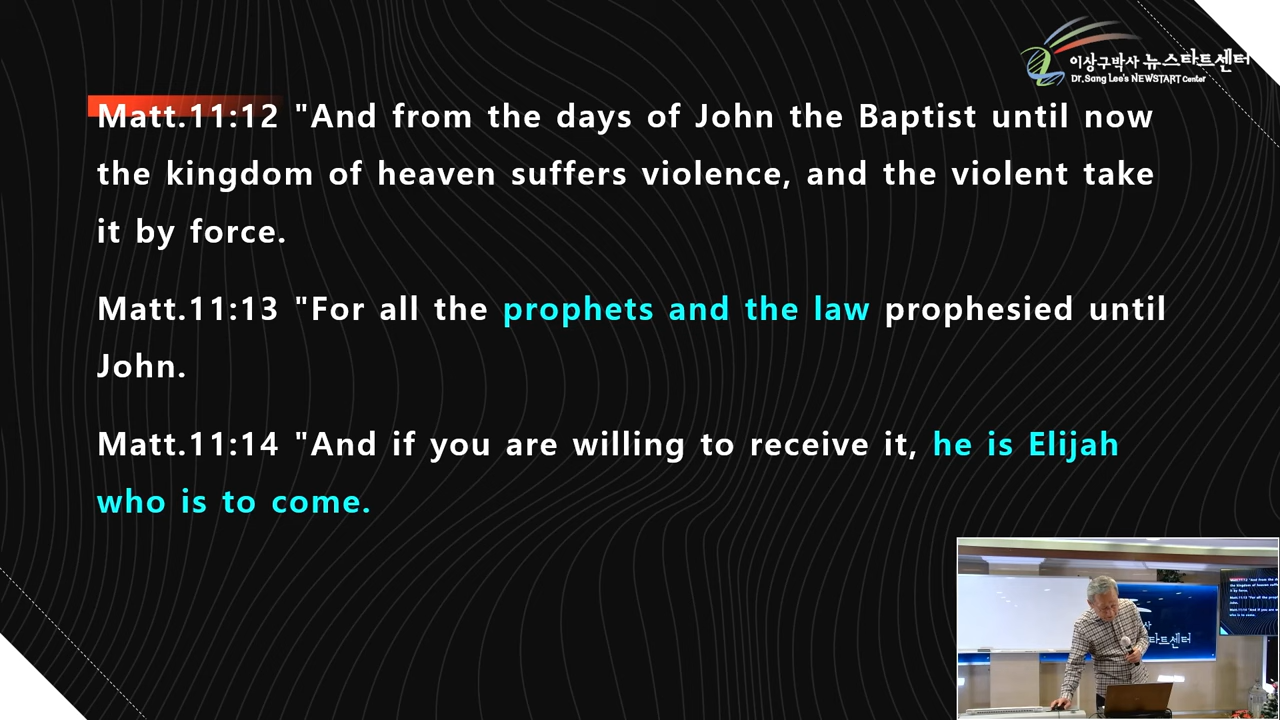 이상구박사 뉴스타트센터
Dr.Sang Lee's NEWSTART Center
Matt.11:12 "And from the days of John the Baptist until now
the kingdom of heaven suffers violence, and the violent take
it by force.
Matt.11:13 "For all the prophets and the law prophesied until
John.
Matt.11:14 "And if you are willing to receive it, he is Elijah
who is to come.